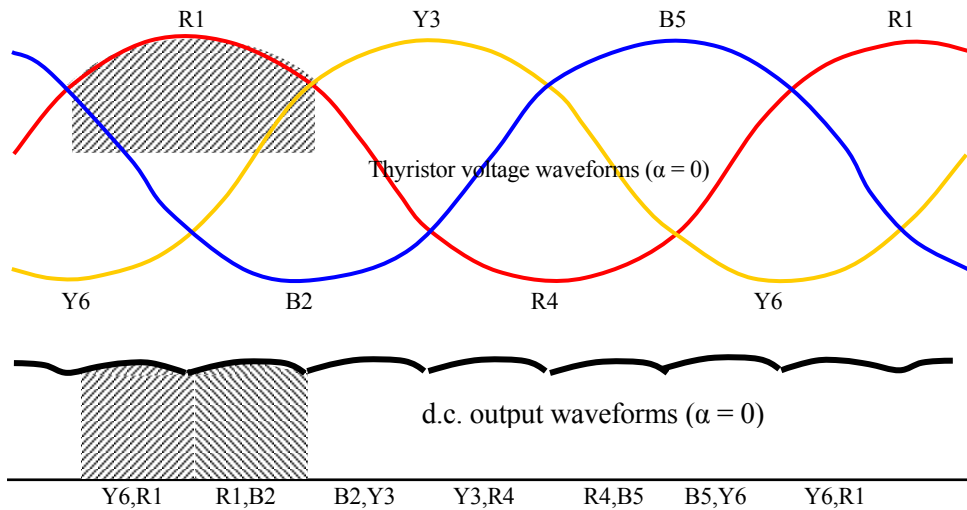 R1 Y3 B5 R1
Thyristor voltage waveforms (α = 0)
Y6 B2 R4 Y6
d.c. output waveforms (α = 0)
Y6,R1 R1,B2 B2,Y3 Y3,R4 R4,B5 B5,Y6 Y6,R1